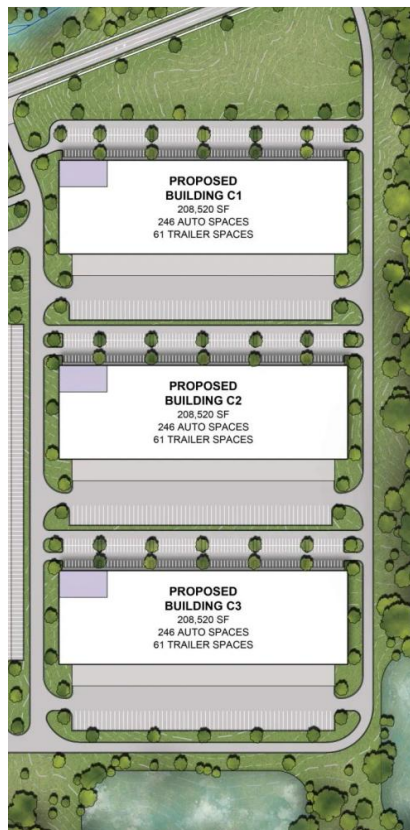 PROPOSED
BUILDING C1
208,520 SF
246 AUTO SPACES
61 TRAILER SPACES
PROPOSED
BUILDING C2
208,520 SF
246 AUTO SPACES
61 TRAILER SPACES
PROPOSED
BUILDING C3
208,520 SF
246 AUTO SPACES
61 TRAILER SPACES